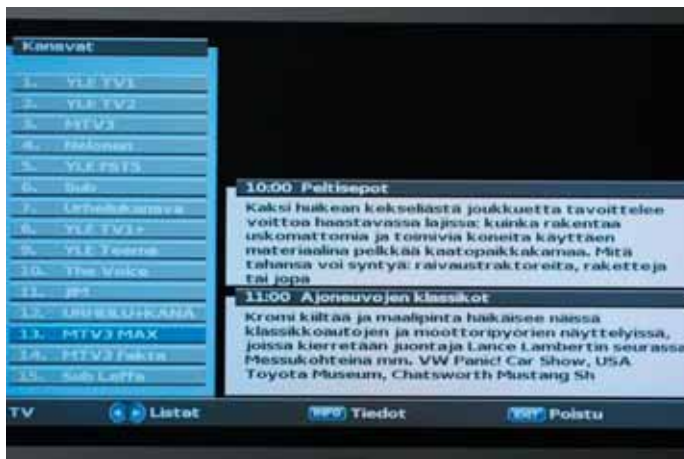 Kanavat
1. YLE TV1
2. YLE TV2
3. MTV3
4. Nelonen
5. YLE FST5
6. Sub
7. Urheilukanava
8. YLE TV1+
9. YLE Teema
10. The Voice
11. JIM
12. URHEILU+KANA
13. MTV3 MAX
14. MTV3 Fakta
15. Sub Leffa
10:00 Peltisepot
Kaksi huikean kekseliästä joukkuetta tavoittelee
voittoa haastavassa lajissa: kuinka rakentaa
uskomattomia ja toimivia koneita käyttäen
materiaalina pelkkää kaatopaikkakamaa. Mitä
tahansa voi syntyä: raivaustraktoreita, raketteja
tai jopa
11:00 Ajoneuvojen klassikot
Kromi kiiltää ja maalipinta häikäisee näissä
klassikkoautojen ja moottoripyörien näyttelyissä,
joissa kierretään juontaja Lance Lambertin seurassa
Messukohteina mm. VW Panic! Car Show, USA
Toyota Museum, Chatsworth Mustang Sh
TV Listat INFO Tiedot EXIT Poistu